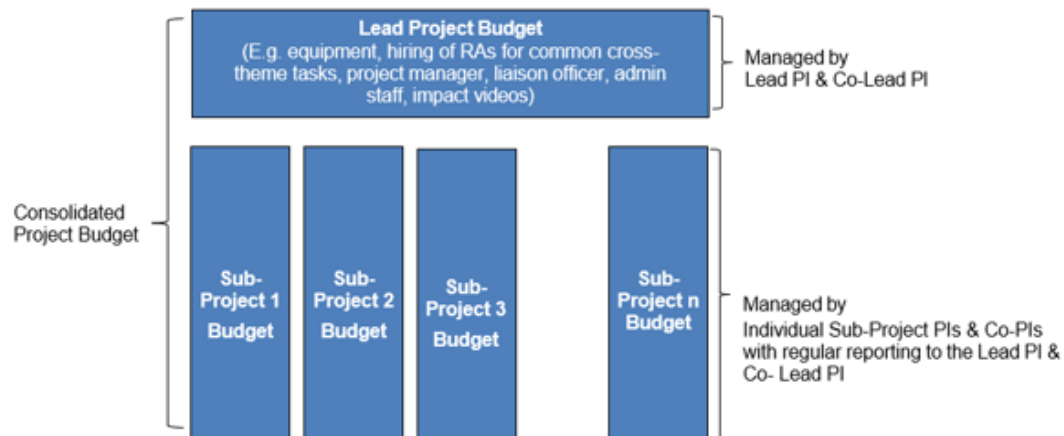 Lead Project Budget
(E.g. equipment, hiring of RAs for common cross-
theme tasks, project manager, liaison officer, admin
staff, impact videos)
Managed by
Lead PI & Co-Lead PI
Consolidated
Project Budget
Sub-
Project 1
Budget
Sub-
Project 2
Budget
Sub-
Project 3
Budget
Sub-
Project n
Budget
Managed by
Individual Sub-Project PIs & Co-PIs
with regular reporting to the Lead PI &
Co- Lead PI